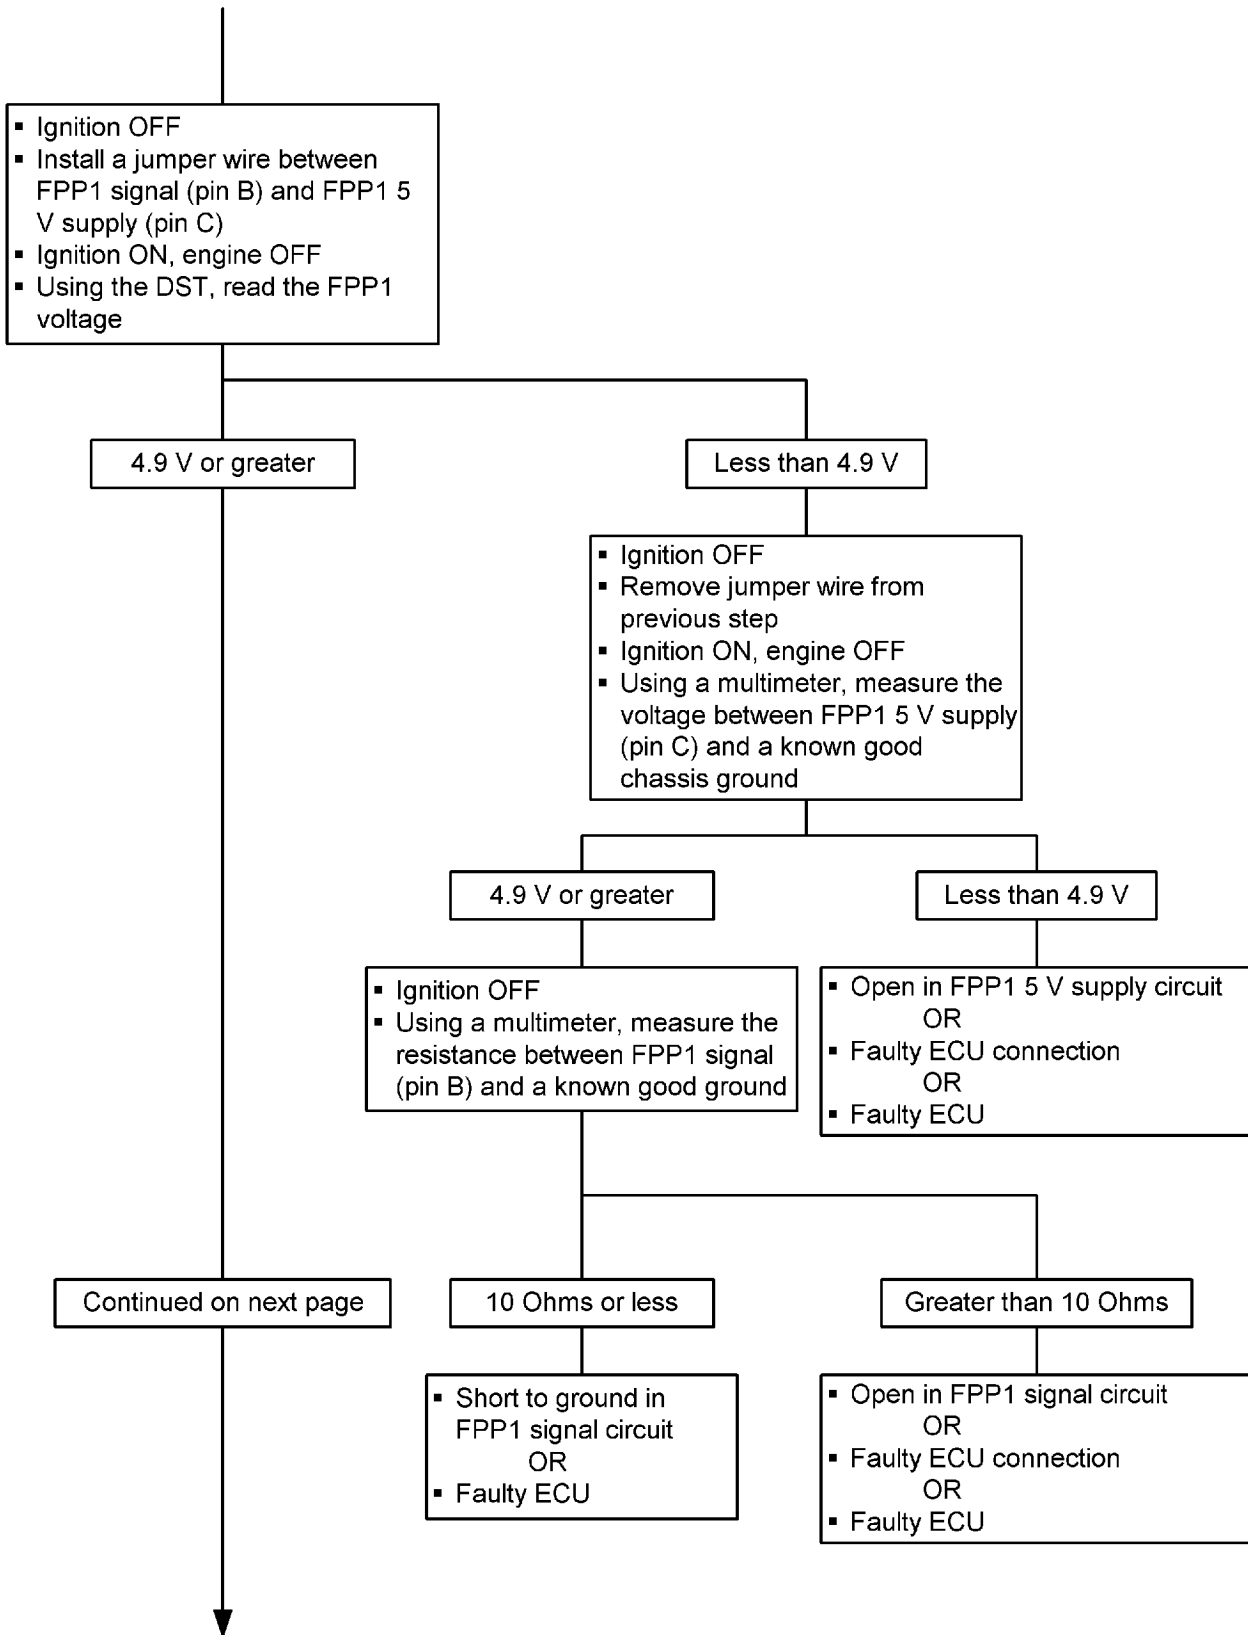 ▪ Ignition OFF
▪ Install a jumper wire between
FPP1 signal (pin B) and FPP1 5
V supply (pin C)
▪ Ignition ON, engine OFF
▪ Using the DST, read the FPP1
voltage
4.9 V or greater
Less than 4.9 V
▪ Ignition OFF
▪ Remove jumper wire from
previous step
▪ Ignition ON, engine OFF
▪ Using a multimeter, measure the
voltage between FPP1 5 V supply
(pin C) and a known good
chassis ground
4.9 V or greater
Less than 4.9 V
▪ Ignition OFF
▪ Using a multimeter, measure the
resistance between FPP1 signal
(pin B) and a known good ground
▪ Open in FPP1 5 V supply circuit
OR
▪ Faulty ECU connection
OR
▪ Faulty ECU
Continued on next page
10 Ohms or less
Greater than 10 Ohms
▪ Short to ground in
FPP1 signal circuit
OR
▪ Faulty ECU
▪ Open in FPP1 signal circuit
OR
▪ Faulty ECU connection
OR
▪ Faulty ECU